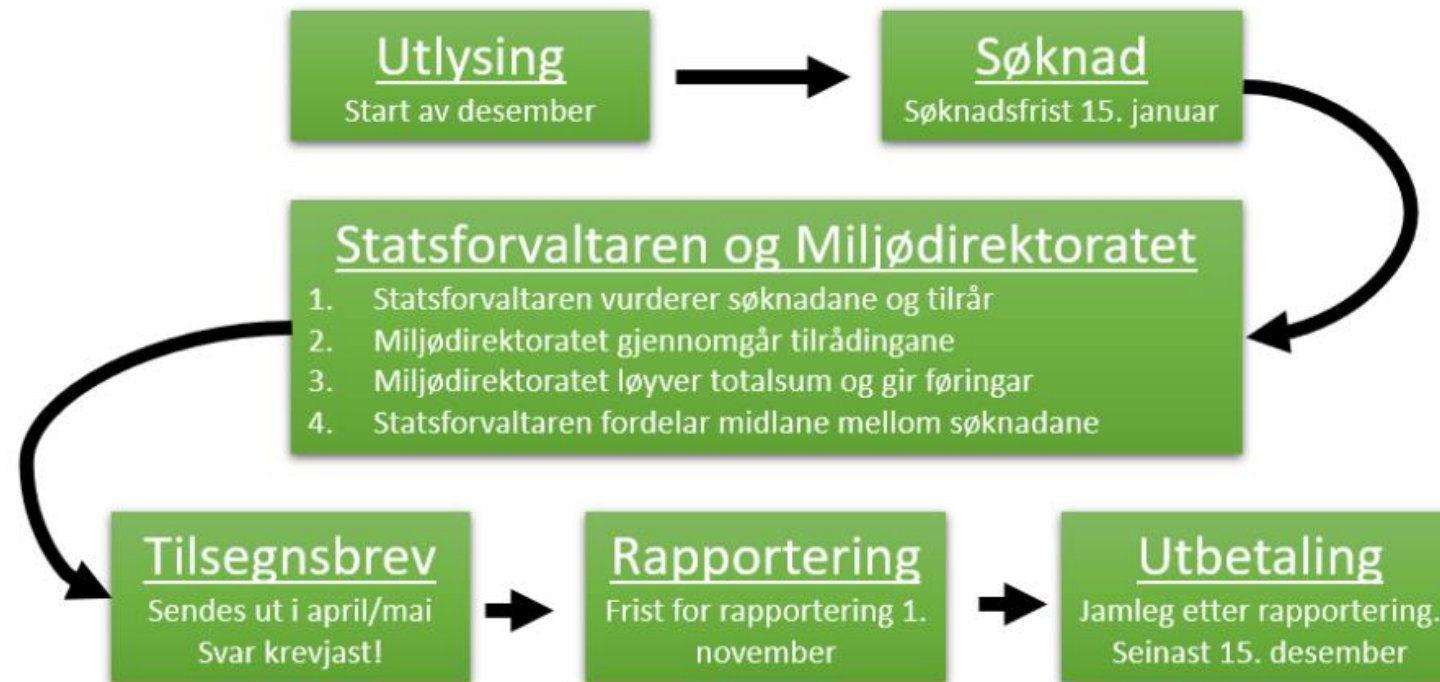 Utlysing
Start av desember
Søknad
Søknadsfrist 15. januar
Statsforvaltaren og Miljødirektoratet
1. Statsforvaltaren vurderer søknadane og tilrår
2. Miljødirektoratet gjennomgår tilrådingane
3. Miljødirektoratet løyver totalsum og gir føringar
4. Statsforvaltaren fordelar midlane mellom søknadane
Tilsegnsbrev
Sendes ut i april/mai
Svar krevjast!
Rapportering
Frist for rapportering 1.
november
Utbetaling
Jamleg etter rapportering.
Seinast 15. desember